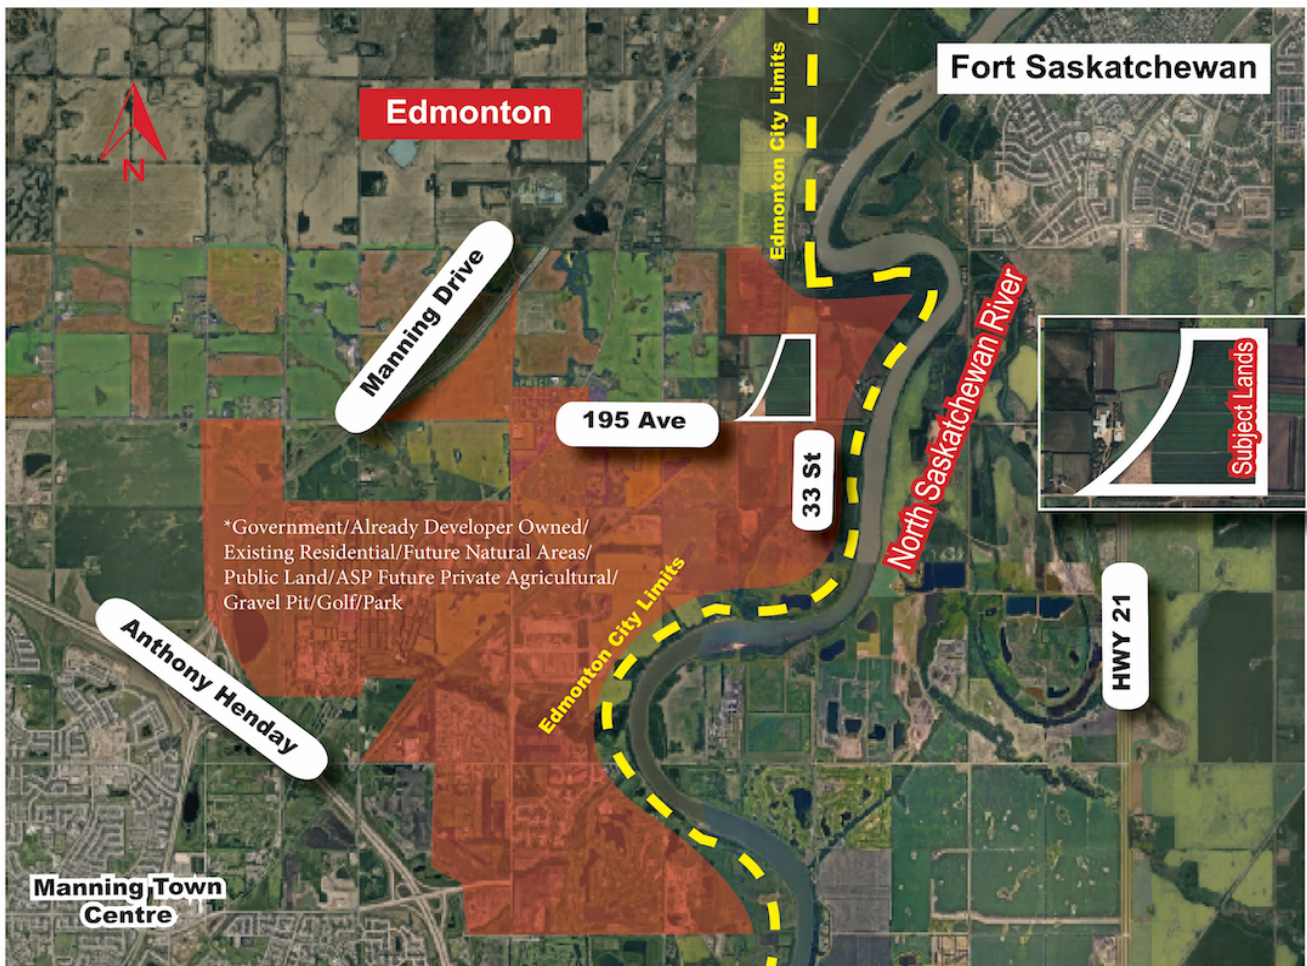 Fort Saskatchewan
Edmonton
N
Edmonton City Limits
Manning Drive
195 Ave
33 St
North Saskatchewan River
Subject Lands
*Government/Already Developer Owned/
Existing Residential/Future Natural Areas/
Public Land/ASP Future Private Agricultural/
Gravel Pit/Golf/Park
Edmonton City Limits
Anthony Henday
HWY 21
Manning Town
Centre